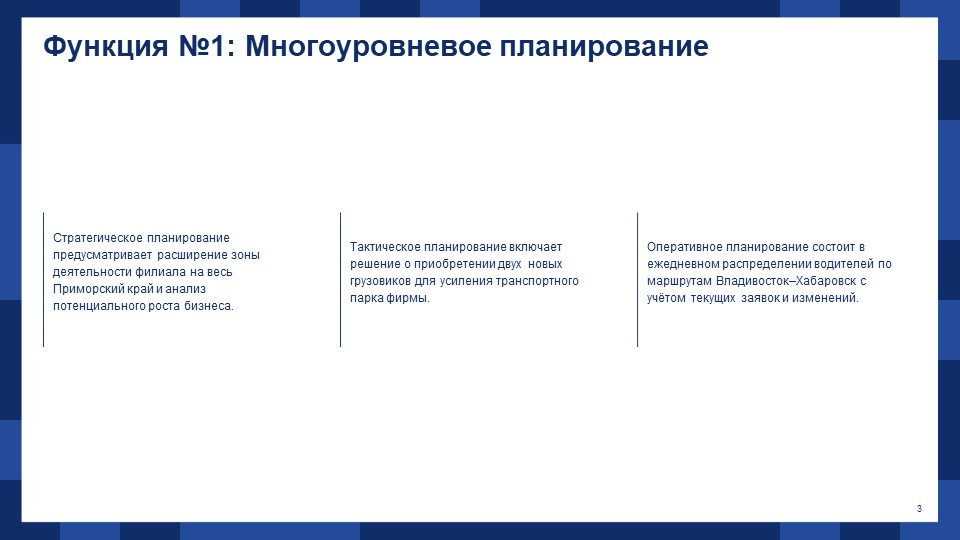 Функция №1: Многоуровневое планирование
Стратегическое планирование
предусматривает расширение зоны
деятельности филиала на весь
Приморский край и анализ
потенциального роста бизнеса.
Тактическое планирование включает
решение о приобретении двух новых
грузовиков для усиления транспортного
парка фирмы.
Оперативное планирование состоит в
ежедневном распределении водителей по
маршрутам Владивосток–Хабаровск с
учётом текущих заявок и изменений.
3